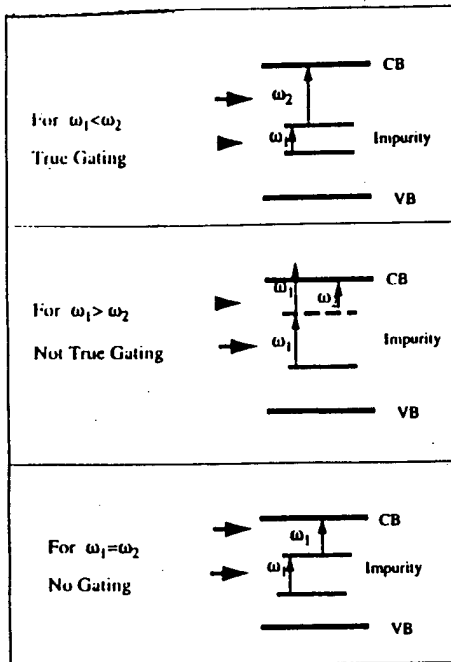 CB
ω₂
For ω₁<ω₂
ω₁ Impurity
True Gating
VB
CB
ω₁
ω₂
For ω₁>ω₂
Impurity
ω₁
Not True Gating
VB
CB
ω₁
For ω₁=ω₂
ω₁ Impurity
No Gating
VB